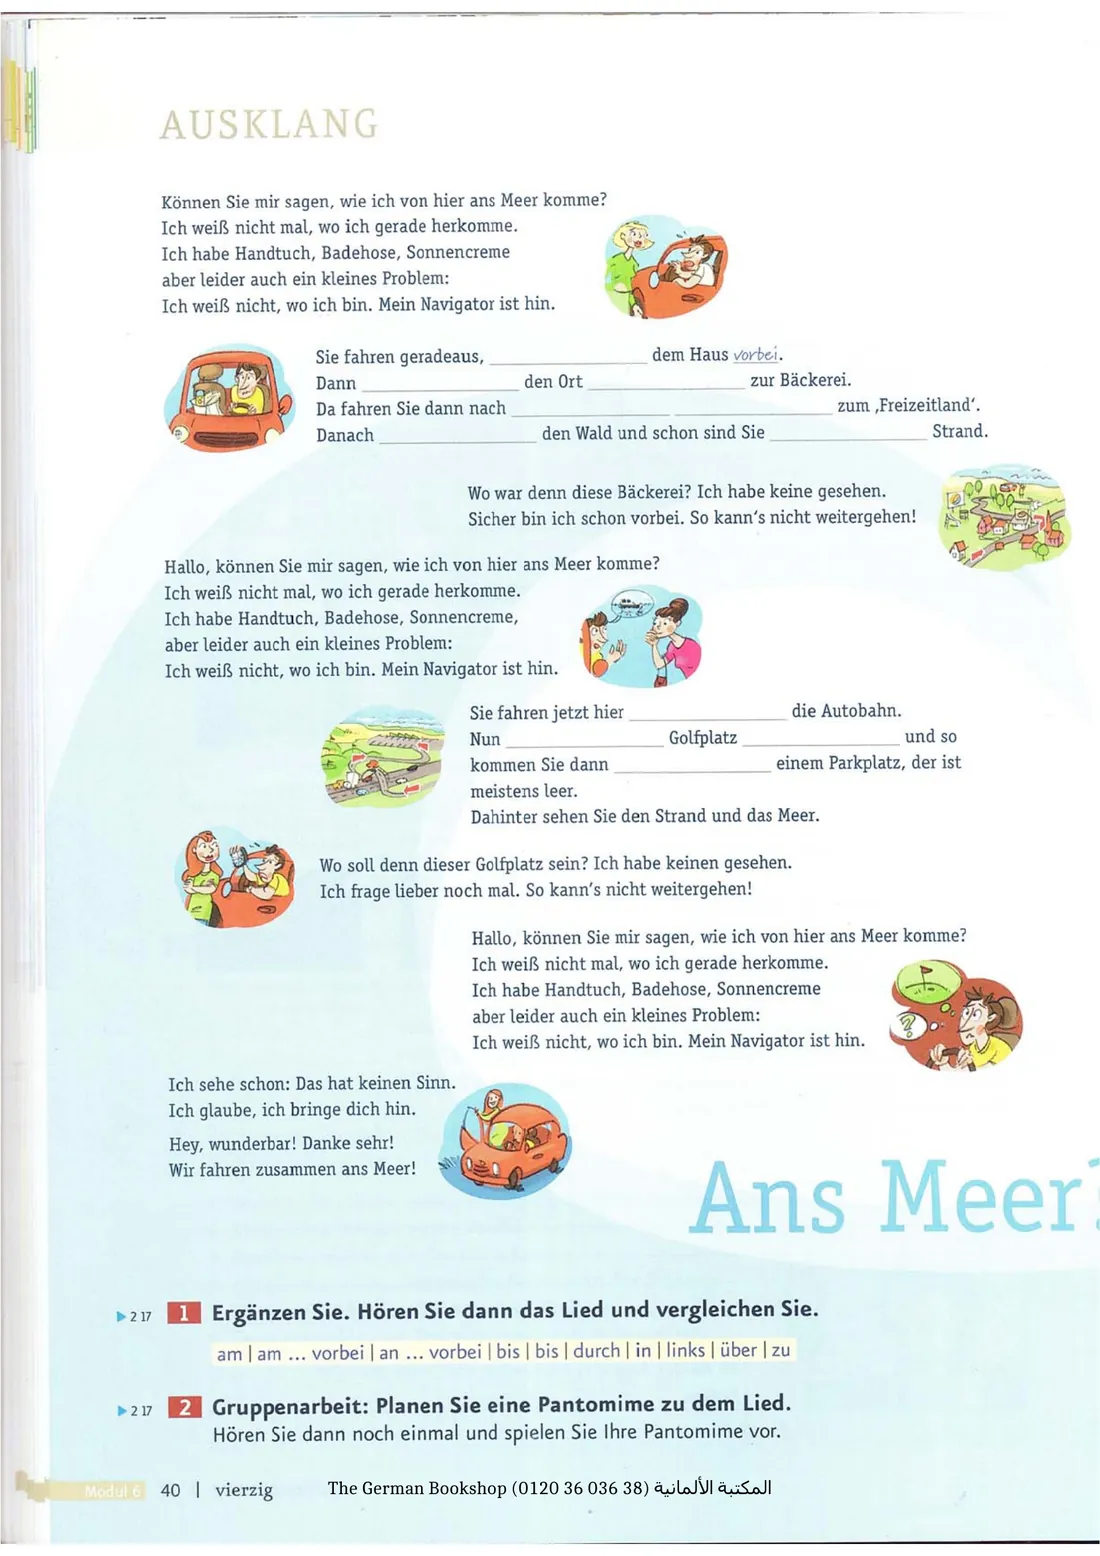 AUSKLANG
Können Sie mir sagen, wie ich von hier ans Meer komme?
Ich weiß nicht mal, wo ich gerade herkomme.
Ich habe Handtuch, Badehose, Sonnencreme
aber leider auch ein kleines Problem:
Ich weiß nicht, wo ich bin. Mein Navigator ist hin.
Sie fahren geradeaus, ______________ dem Haus vorbei.
Dann ______________ den Ort ______________ zur Bäckerei.
Da fahren Sie dann nach ______________ ______________ zum ‚Freizeitland‘.
Danach ______________ den Wald und schon sind Sie ______________ Strand.
Wo war denn diese Bäckerei? Ich habe keine gesehen.
Sicher bin ich schon vorbei. So kann's nicht weitergehen!
Hallo, können Sie mir sagen, wie ich von hier ans Meer komme?
Ich weiß nicht mal, wo ich gerade herkomme.
Ich habe Handtuch, Badehose, Sonnencreme,
aber leider auch ein kleines Problem:
Ich weiß nicht, wo ich bin. Mein Navigator ist hin.
Sie fahren jetzt hier ______________ die Autobahn.
Nun ______________ Golfplatz ______________ und so
kommen Sie dann ______________ einem Parkplatz, der ist
meistens leer.
Dahinter sehen Sie den Strand und das Meer.
Wo soll denn dieser Golfplatz sein? Ich habe keinen gesehen.
Ich frage lieber noch mal. So kann's nicht weitergehen!
Hallo, können Sie mir sagen, wie ich von hier ans Meer komme?
Ich weiß nicht mal, wo ich gerade herkomme.
Ich habe Handtuch, Badehose, Sonnencreme
aber leider auch ein kleines Problem:
Ich weiß nicht, wo ich bin. Mein Navigator ist hin.
?
Ich sehe schon: Das hat keinen Sinn.
Ich glaube, ich bringe dich hin.
Hey, wunderbar! Danke sehr!
Wir fahren zusammen ans Meer!
Ans Meer?
▶ 2 17 1 Ergänzen Sie. Hören Sie dann das Lied und vergleichen Sie.
am | am ... vorbei | an ... vorbei | bis | bis | durch | in | links | über | zu
▶ 2 17 2 Gruppenarbeit: Planen Sie eine Pantomime zu dem Lied.
Hören Sie dann noch einmal und spielen Sie Ihre Pantomime vor.
Modul 6 40 | vierzig The German Bookshop (0120 36 036 38) المكتبة الألمانية